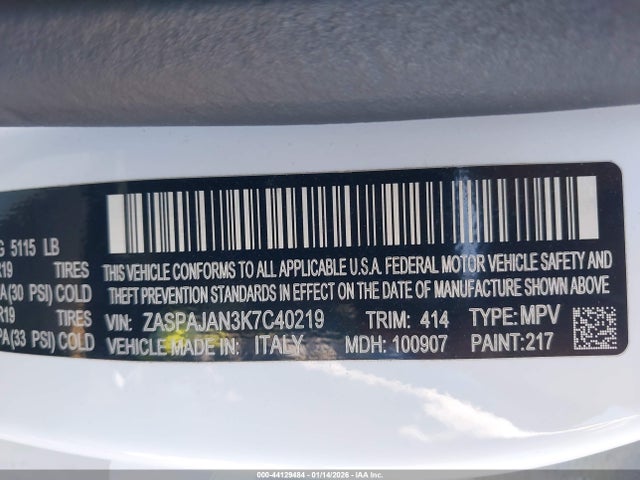 G 5115 LB
R19 TIRES
A(30 PSI) COLD
R19 TIRES
PA(33 PSI) COLD
THIS VEHICLE CONFORMS TO ALL APPLICABLE U.S.A. FEDERAL MOTOR VEHICLE SAFETY AND
THEFT PREVENTION STANDARDS IN EFFECT ON THE DATE OF MANUFACTURE SHOWN ABOVE.
VIN: ZASPAJAN3K7C40219 TRIM: 414 TYPE: MPV
VEHICLE MADE IN: ITALY MDH: 100907 PAINT:217
000-44129484 - 01/14/2026 - IAA Inc.